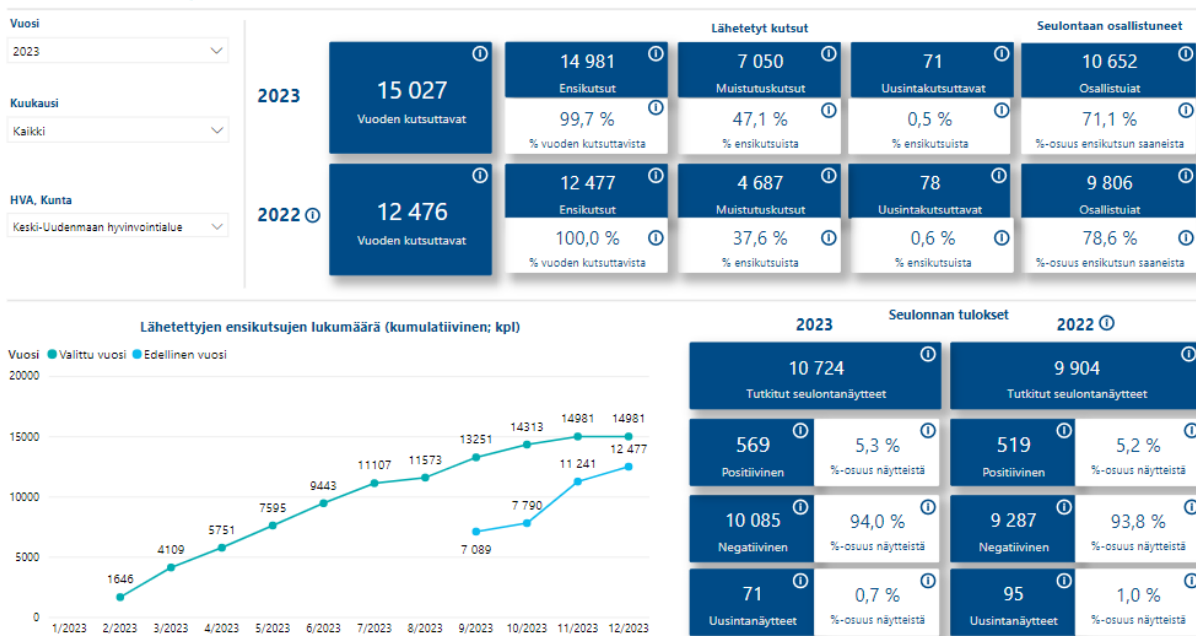 Vuosi
2023
Kuukausi
Kaikki
HVA, Kunta
Keski-Uudenmaan hyvinvointialue
Lähetetyt kutsut
Seulontaan osallistuneet
2023
15 027
Vuoden kutsuttavat
14 981
Ensikutsut
99,7 %
% vuoden kutsuttavista
7 050
Muistutuskutsut
47,1 %
% ensikutsuista
71
Uusintakutsuttavat
0,5 %
% ensikutsuista
10 652
Osallistujat
71,1 %
%-osuus ensikutsun saaneista
2022
12 476
Vuoden kutsuttavat
12 477
Ensikutsut
100,0 %
% vuoden kutsuttavista
4 687
Muistutuskutsut
37,6 %
% ensikutsuista
78
Uusintakutsuttavat
0,6 %
% ensikutsuista
9 806
Osallistujat
78,6 %
%-osuus ensikutsun saaneista
Lähetettyjen ensikutsujen lukumäärä (kumulatiivinen; kpl)
Vuosi Valittu vuosi Edellinen vuosi
20000
15000
10000
5000
0
1646
4109
5751
7595
9443
11107
11573
13251
14313
14981
14981
7 089
7 790
11 241
12 477
1/2023 2/2023 3/2023 4/2023 5/2023 6/2023 7/2023 8/2023 9/2023 10/2023 11/2023 12/2023
Seulonnan tulokset
2023
2022
10 724
Tutkitut seulontanäytteet
9 904
Tutkitut seulontanäytteet
569
Positiivinen
5,3 %
%-osuus näytteistä
519
Positiivinen
5,2 %
%-osuus näytteistä
10 085
Negatiivinen
94,0 %
%-osuus näytteistä
9 287
Negatiivinen
93,8 %
%-osuus näytteistä
71
Uusintanäytteet
0,7 %
%-osuus näytteistä
95
Uusintanäytteet
1,0 %
%-osuus näytteistä